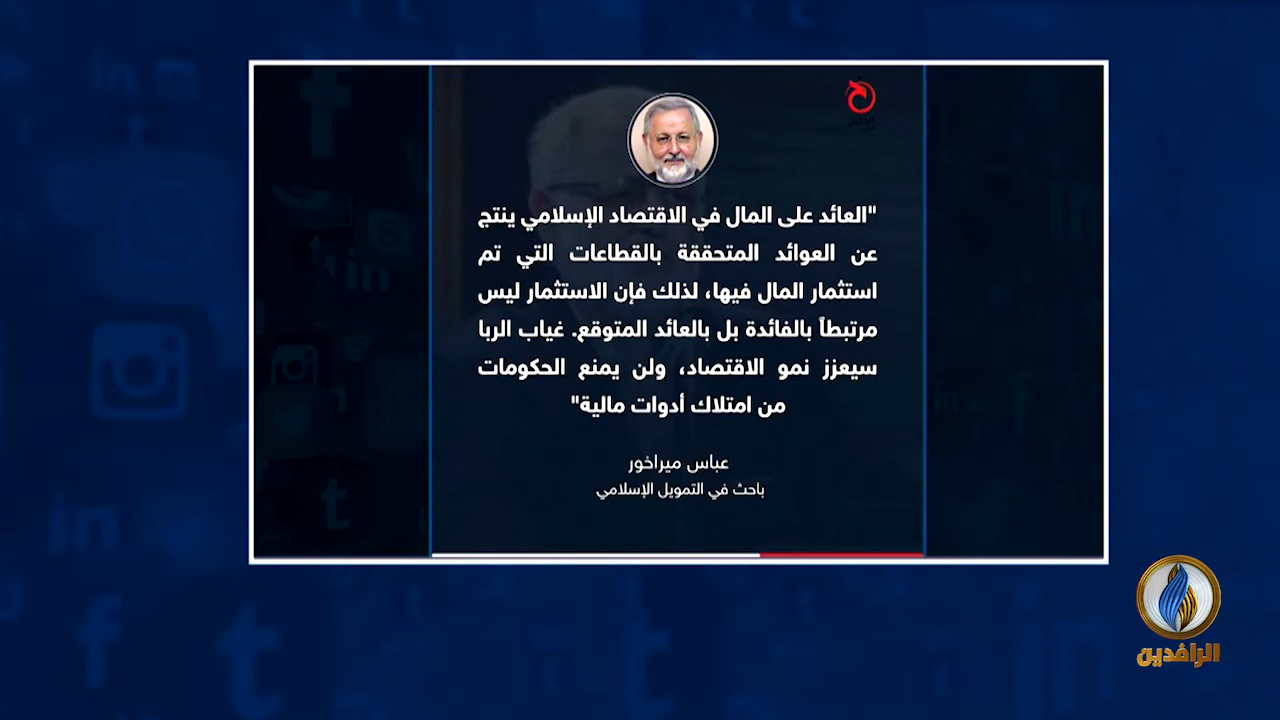 "العائد على المال في الاقتصاد الإسلامي ينتج
عن العوائد المتحققة بالقطاعات التي تم
استثمار المال فيها، لذلك فإن الاستثمار ليس
مرتبطاً بالفائدة بل بالعائد المتوقع. غياب الربا
سيعزز نمو الاقتصاد، ولن يمنع الحكومات
من امتلاك أدوات مالية"
عباس ميراخور
باحث في التمويل الإسلامي
الرافدين